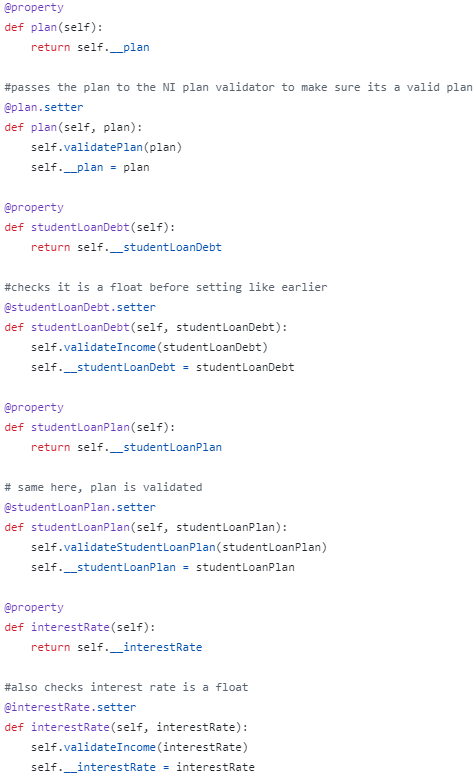 @property
def plan(self):
    return self.__plan

#passes the plan to the NI plan validator to make sure its a valid plan
@plan.setter
def plan(self, plan):
    self.validatePlan(plan)
    self.__plan = plan

@property
def studentLoanDebt(self):
    return self.__studentLoanDebt

#checks it is a float before setting like earlier
@studentLoanDebt.setter
def studentLoanDebt(self, studentLoanDebt):
    self.validateIncome(studentLoanDebt)
    self.__studentLoanDebt = studentLoanDebt

@property
def studentLoanPlan(self):
    return self.__studentLoanPlan

# same here, plan is validated
@studentLoanPlan.setter
def studentLoanPlan(self, studentLoanPlan):
    self.validateStudentLoanPlan(studentLoanPlan)
    self.__studentLoanPlan = studentLoanPlan

@property
def interestRate(self):
    return self.__interestRate

#also checks interest rate is a float
@interestRate.setter
def interestRate(self, interestRate):
    self.validateIncome(interestRate)
    self.__interestRate = interestRate